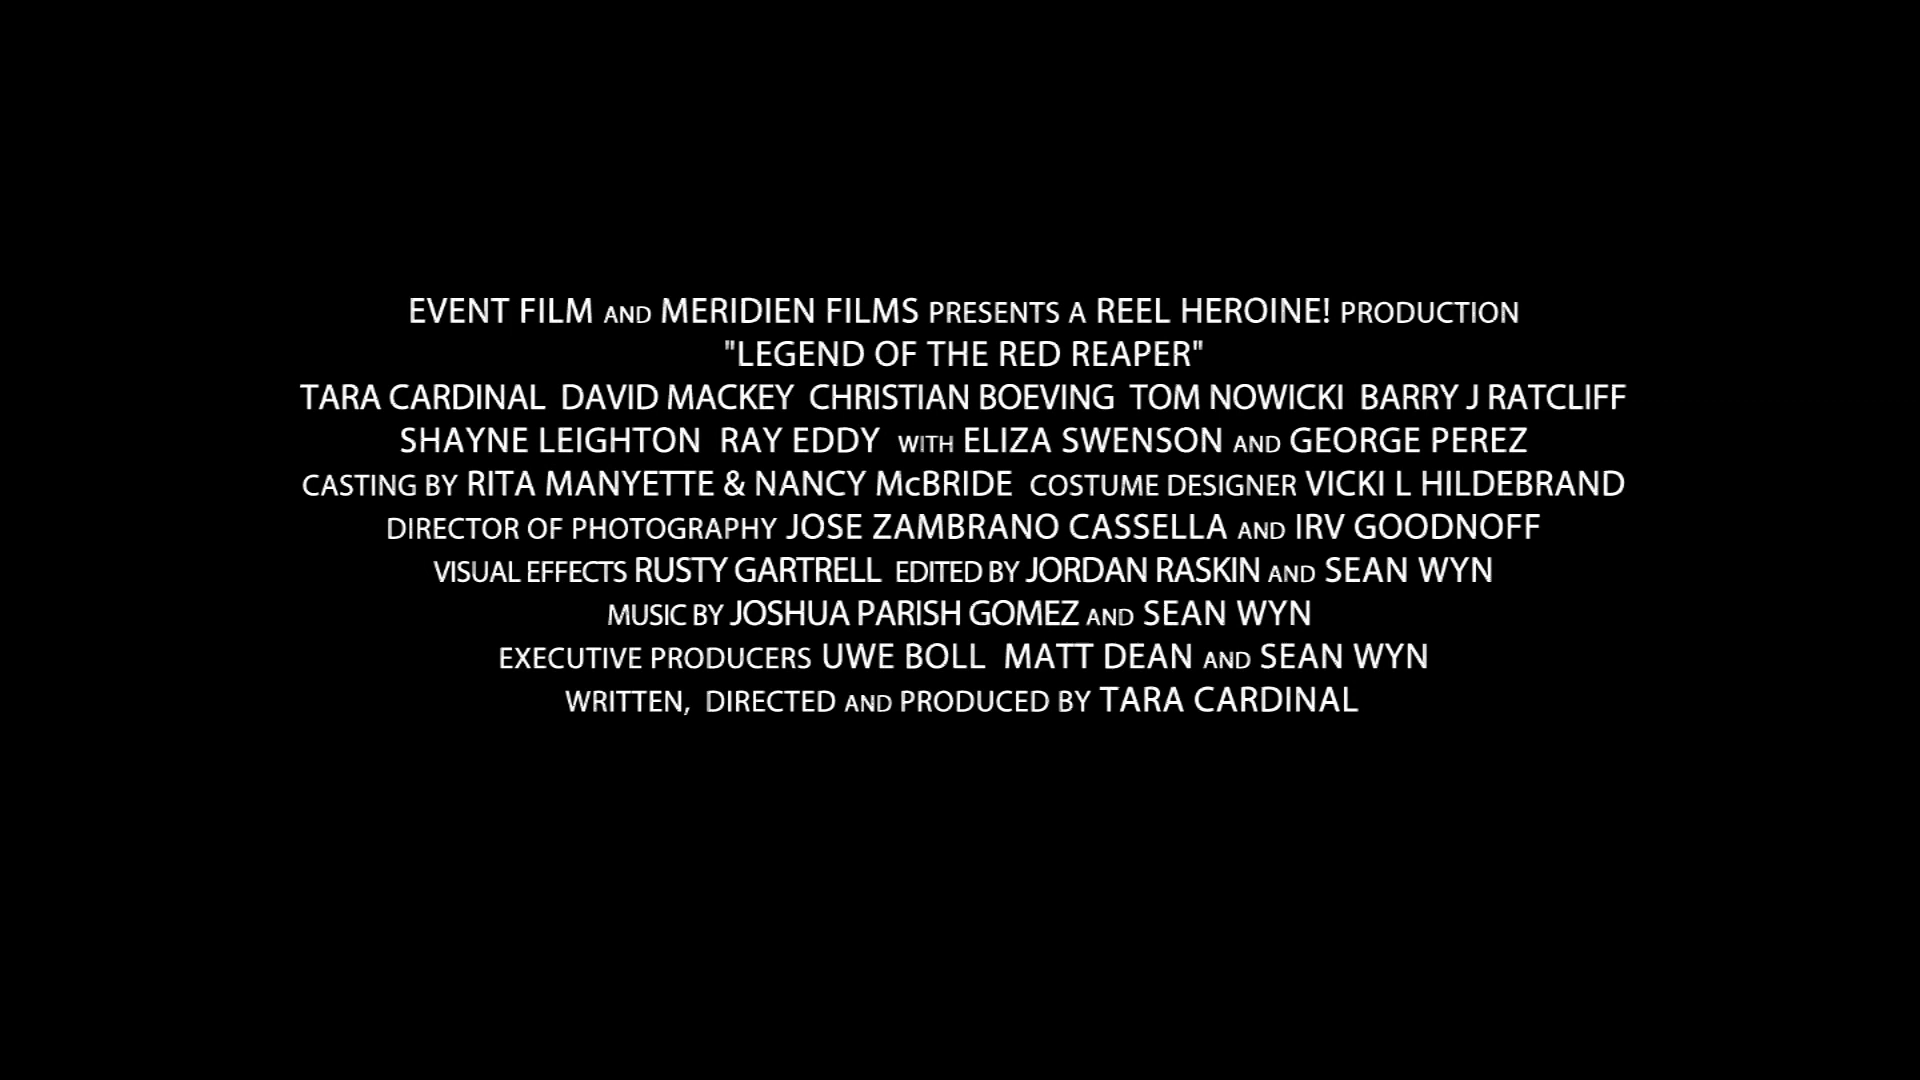 EVENT FILM AND MERIDIEN FILMS PRESENTS A REEL HEROINE! PRODUCTION
"LEGEND OF THE RED REAPER"
TARA CARDINAL DAVID MACKEY CHRISTIAN BOEVING TOM NOWICKI BARRY J RATCLIFF
SHAYNE LEIGHTON RAY EDDY WITH ELIZA SWENSON AND GEORGE PEREZ
CASTING BY RITA MANYETTE & NANCY McBRIDE COSTUME DESIGNER VICKI L HILDEBRAND
DIRECTOR OF PHOTOGRAPHY JOSE ZAMBRANO CASSELLA AND IRV GOODNOFF
VISUAL EFFECTS RUSTY GARTRELL EDITED BY JORDAN RASKIN AND SEAN WYN
MUSIC BY JOSHUA PARISH GOMEZ AND SEAN WYN
EXECUTIVE PRODUCERS UWE BOLL MATT DEAN AND SEAN WYN
WRITTEN, DIRECTED AND PRODUCED BY TARA CARDINAL